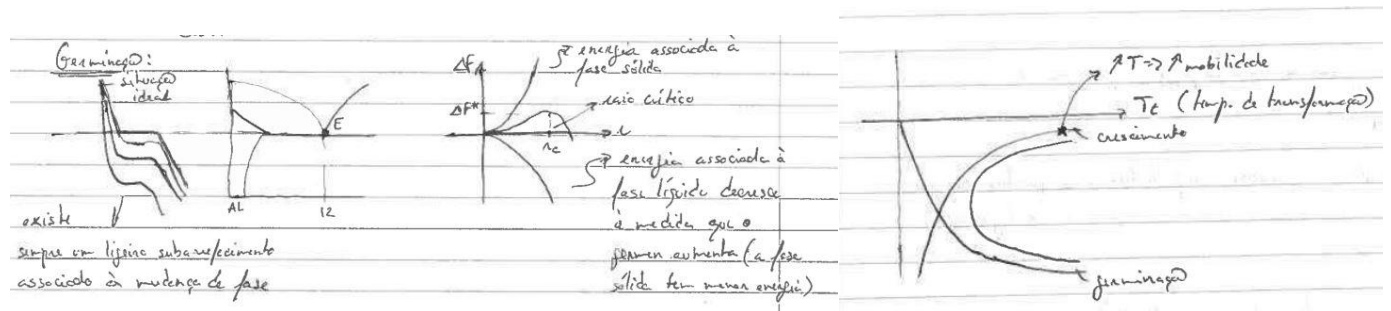 Germinação:
situação
ideal
existe
sempre um ligeiro subarrefecimento
associado à mudança de fase
E
AL
12
ΔF
ΔF*
energia associada à
fase sólida
raio crítico
r
rc
energia associada à
fase líquida decresce
à medida que o
germen aumenta (a fase
sólida tem menor energia)
↑T => ↑mobilidade
Tt (temp. de transformação)
crescimento
germinação